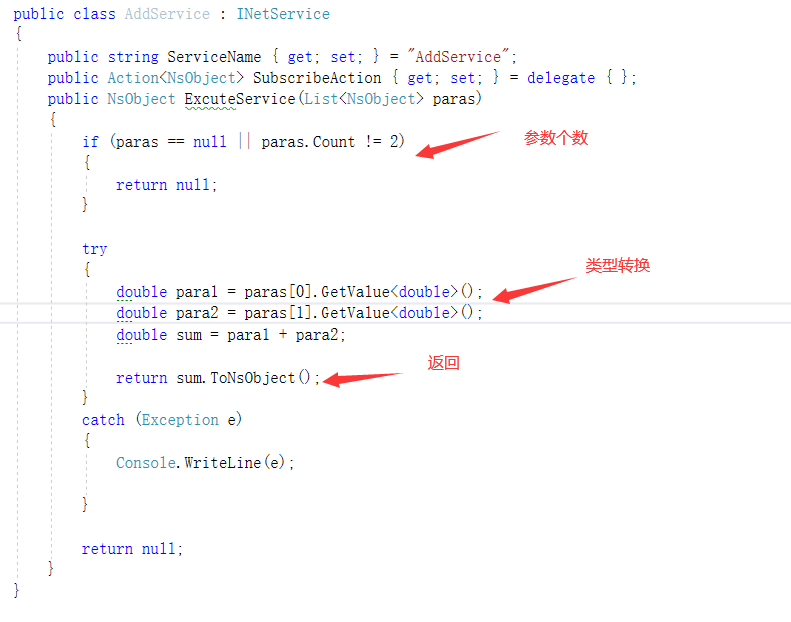 public class AddService : INetService
{
public string ServiceName { get; set; } = "AddService";
public Action<NsObject> SubscribeAction { get; set; } = delegate { };
public NsObject ExcuteService(List<NsObject> paras)
{
if (paras == null || paras.Count != 2) 参数个数
{
return null;
}
try
{
double para1 = paras[0].GetValue<double>(); 类型转换
double para2 = paras[1].GetValue<double>();
double sum = para1 + para2;
return sum.ToNsObject(); 返回
}
catch (Exception e)
{
Console.WriteLine(e);
}
return null;
}
}